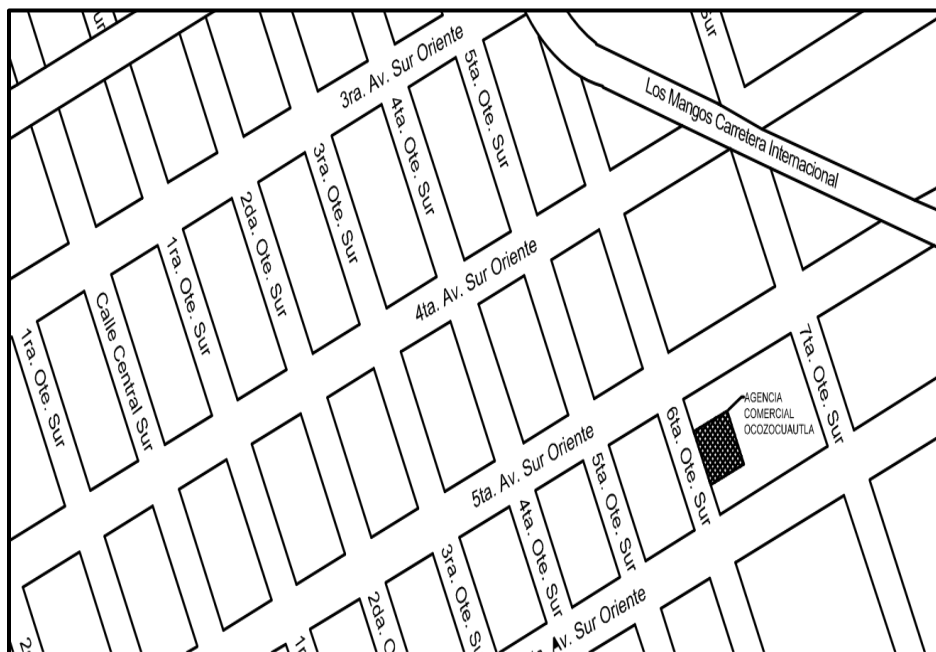 Sur
Sur
3ra. Av. Sur Oriente
5ta. Ote. Sur
4ta. Ote. Sur
3ra. Ote. Sur
2da. Ote. Sur
1ra. Ote. Sur
Calle Central Sur
1ra. Ote. Sur
Los Mangos Carretera Internacional
4ta. Av. Sur Oriente
7ta. Ote. Sur
AGENCIA
COMERCIAL
OCOZOCUAUTLA
6ta. Ote. Sur
5ta. Av. Sur Oriente
5ta. Ote. Sur
4ta. Ote. Sur
3ra. Ote. Su
2da. O
Av. Sur Oriente